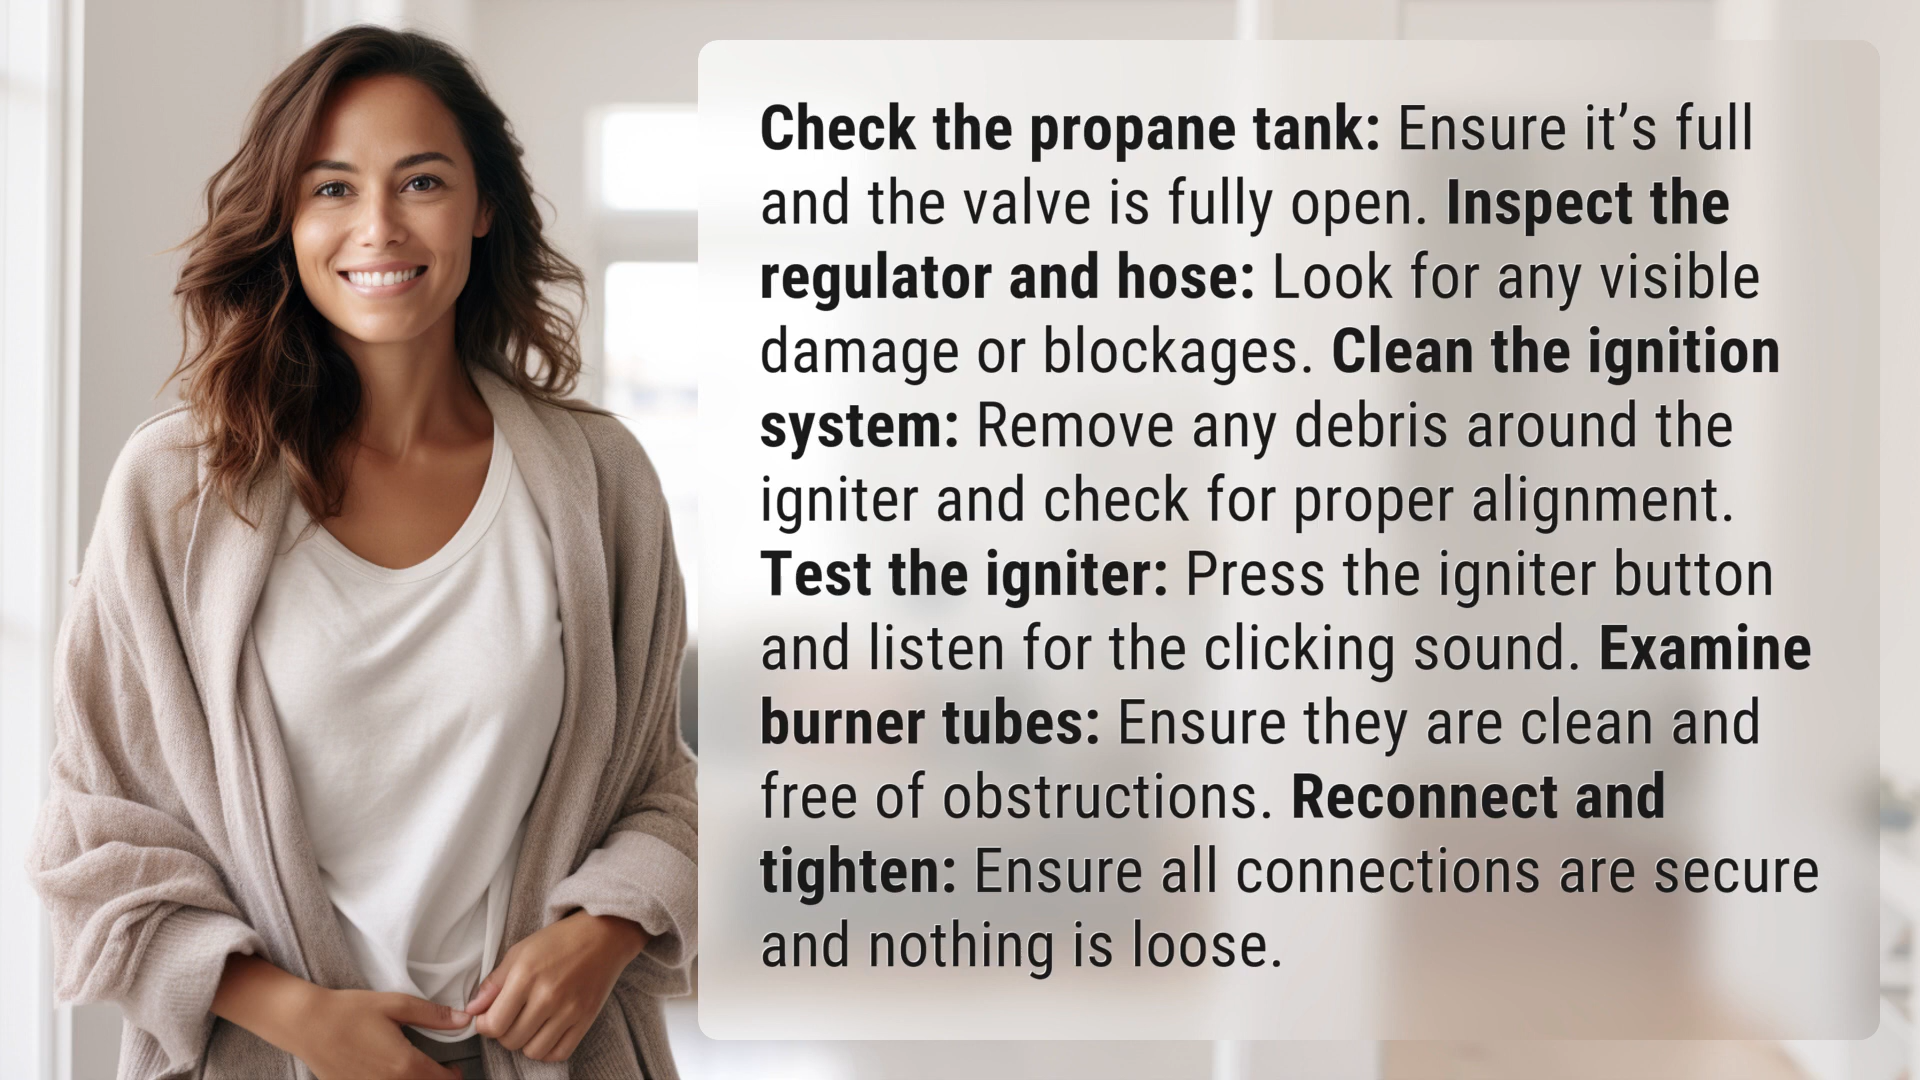 Check the propane tank: Ensure it’s full
and the valve is fully open. Inspect the
regulator and hose: Look for any visible
damage or blockages. Clean the ignition
system: Remove any debris around the
igniter and check for proper alignment.
Test the igniter: Press the igniter button
and listen for the clicking sound. Examine
burner tubes: Ensure they are clean and
free of obstructions. Reconnect and
tighten: Ensure all connections are secure
and nothing is loose.